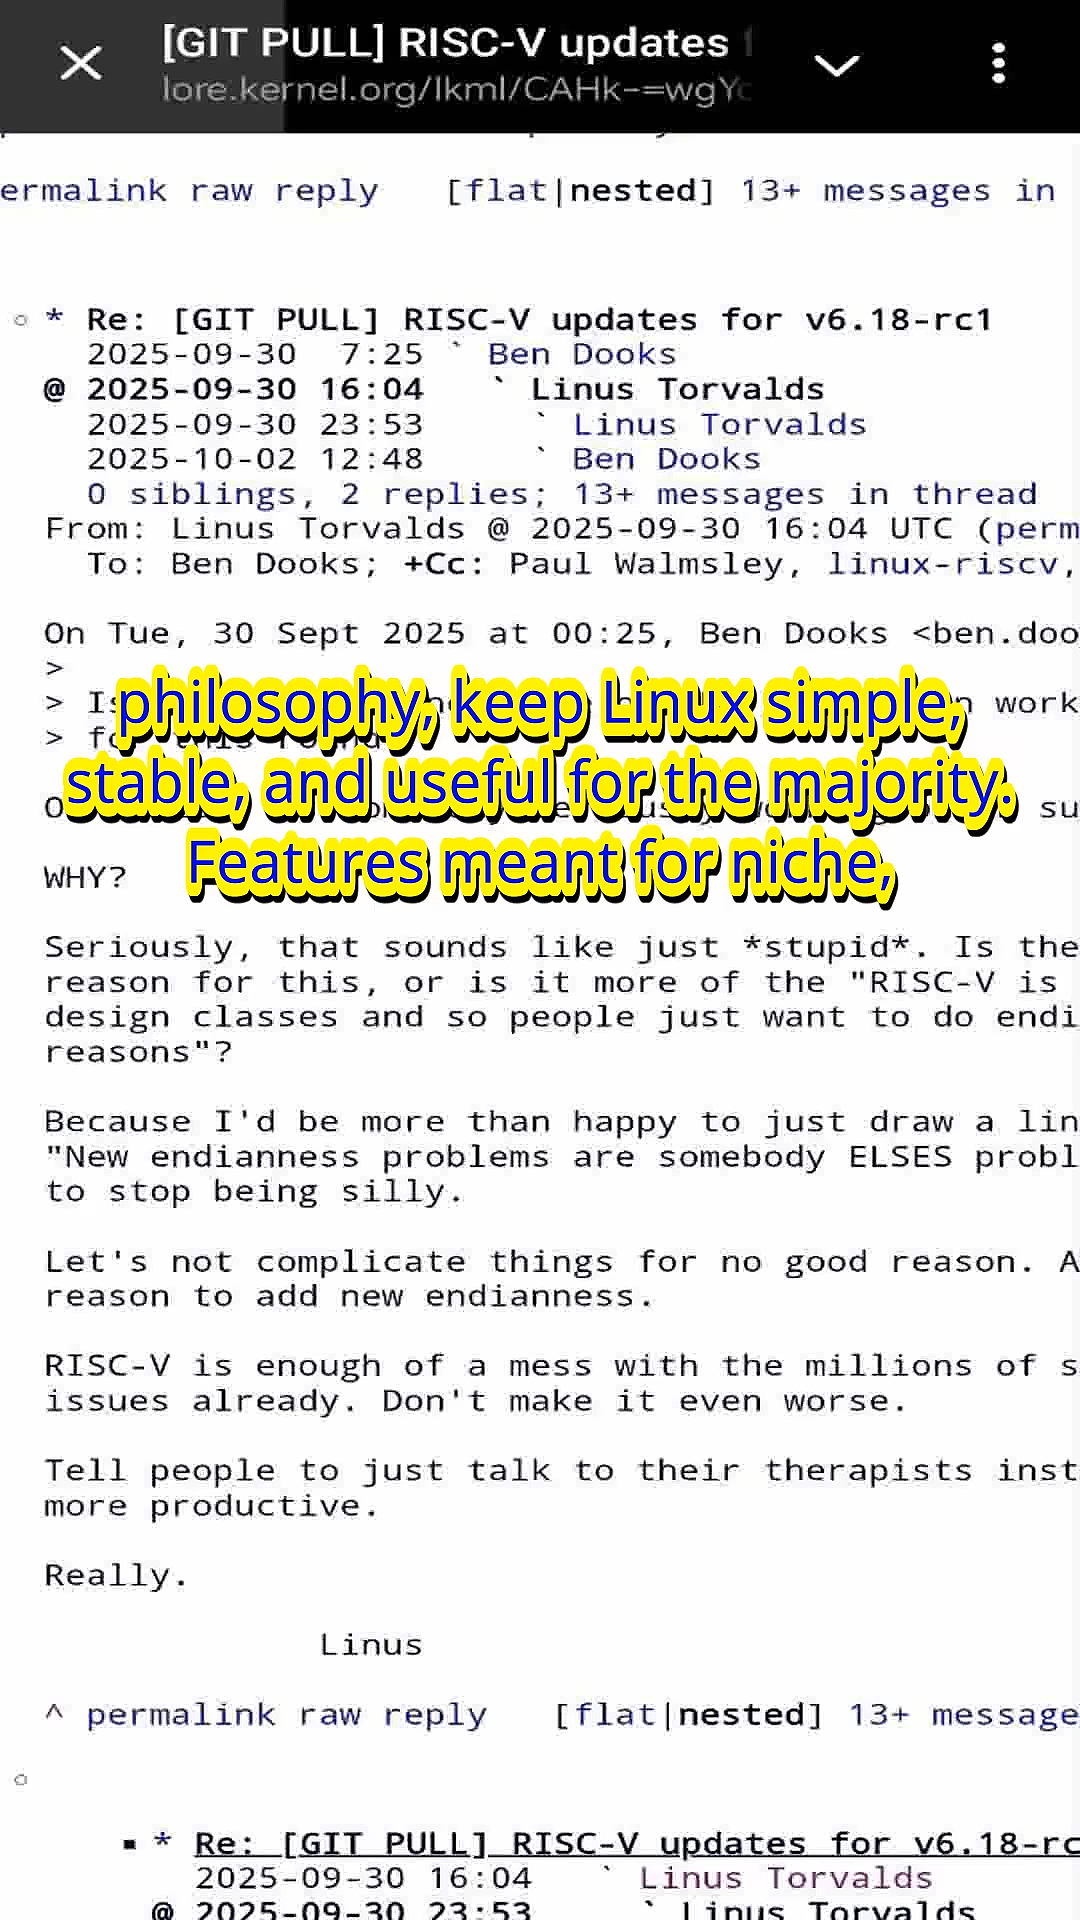 [GIT PULL] RISC-V updates
lore.kernel.org/lkml/CAHk-=wgYc
ermalink raw reply [flat|nested] 13+ messages in
* Re: [GIT PULL] RISC-V updates for v6.18-rc1
2025-09-30 7:25 ` Ben Dooks
@ 2025-09-30 16:04 ` Linus Torvalds
2025-09-30 23:53 ` Linus Torvalds
2025-10-02 12:48 ` Ben Dooks
0 siblings, 2 replies; 13+ messages in thread
From: Linus Torvalds @ 2025-09-30 16:04 UTC (perm
To: Ben Dooks; +Cc: Paul Walmsley, linux-riscv,
On Tue, 30 Sept 2025 at 00:25, Ben Dooks <ben.doo
>
> work
>
philosophy, keep Linux simple,
stable, and useful for the majority.
Features meant for niche,
su
WHY?
Seriously, that sounds like just *stupid*. Is the
reason for this, or is it more of the "RISC-V is
design classes and so people just want to do endi
reasons"?
Because I'd be more than happy to just draw a lin
"New endianness problems are somebody ELSES probl
to stop being silly.
Let's not complicate things for no good reason. A
reason to add new endianness.
RISC-V is enough of a mess with the millions of s
issues already. Don't make it even worse.
Tell people to just talk to their therapists inst
more productive.
Really.
Linus
^ permalink raw reply [flat|nested] 13+ message
* Re: [GIT PULL] RISC-V updates for v6.18-rc
2025-09-30 16:04 ` Linus Torvalds
@ 2025-09-30 23:53 ` Linus Torvalds